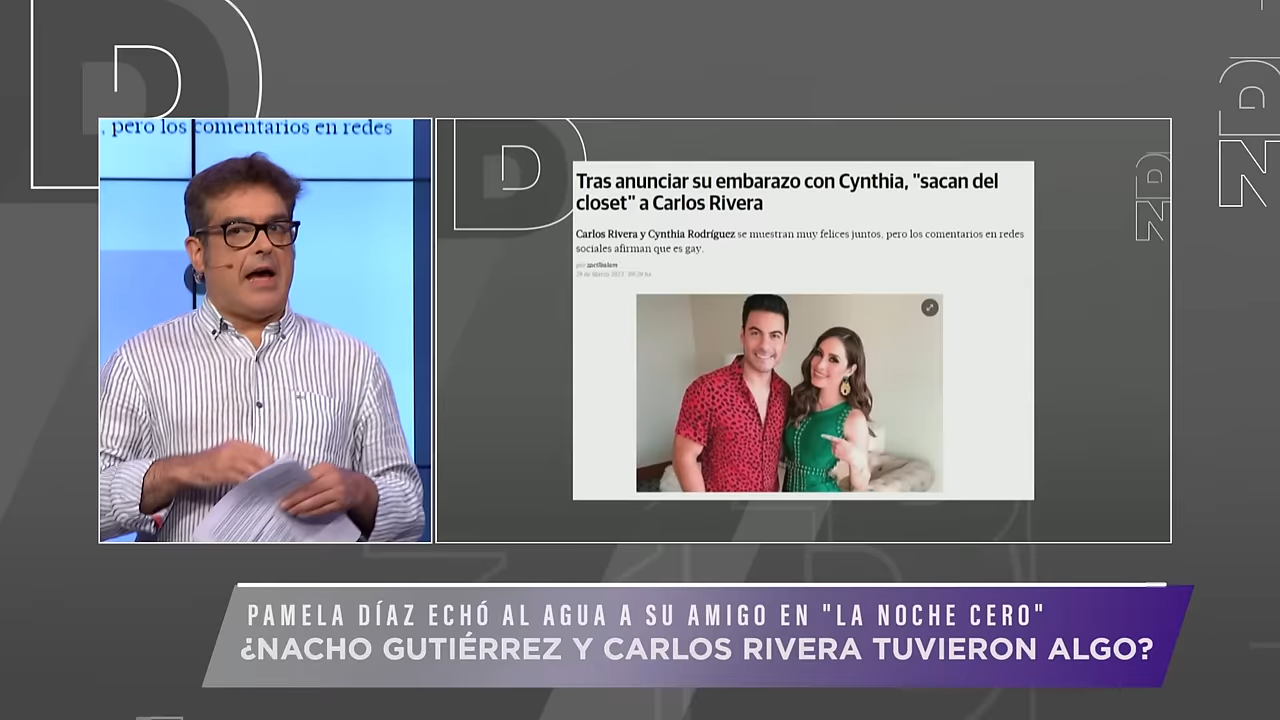 , pero los comentarios en redes
Tras anunciar su embarazo con Cynthia, "sacan del
closet" a Carlos Rivera
Carlos Rivera y Cynthia Rodríguez se muestran muy felices juntos, pero los comentarios en redes
sociales afirman que es gay.
por
PAMELA DÍAZ ECHÓ AL AGUA A SU AMIGO EN "LA NOCHE CERO"
¿NACHO GUTIÉRREZ Y CARLOS RIVERA TUVIERON ALGO?